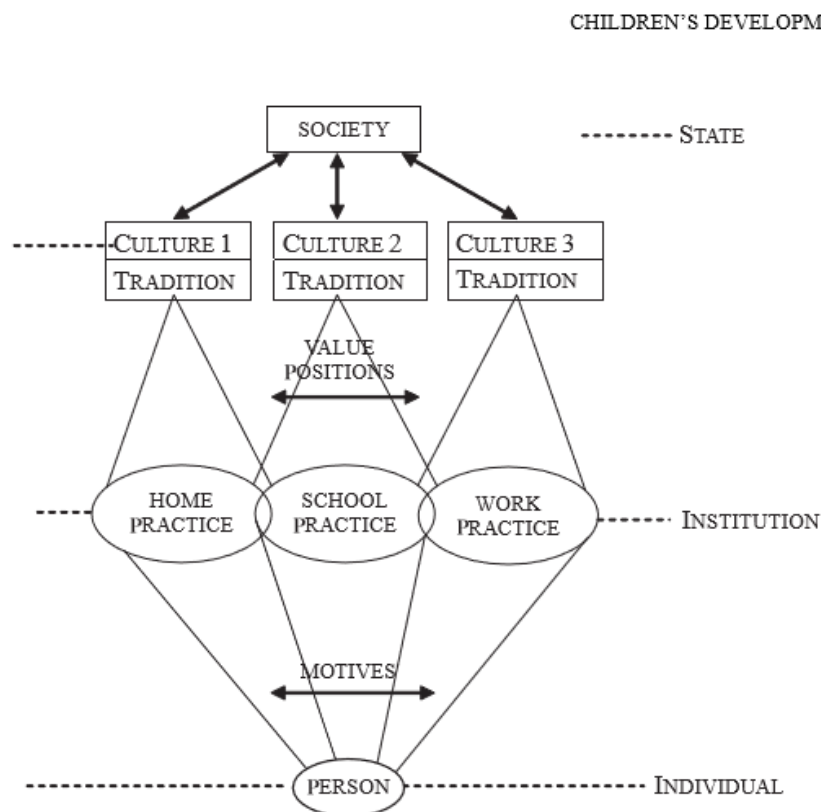 CHILDREN'S DEVELOPM
SOCIETY
STATE
CULTURE 1
CULTURE 2
CULTURE 3
TRADITION
TRADITION
TRADITION
VALUE
POSITIONS
HOME
PRACTICE
SCHOOL
PRACTICE
WORK
PRACTICE
INSTITUTION
MOTIVES
PERSON
INDIVIDUAL